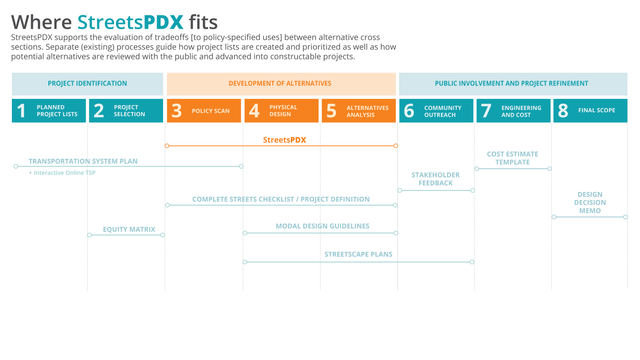 Where StreetsPDX fits
StreetsPDX supports the evaluation of tradeoffs [to policy-specified uses] between alternative cross
sections. Separate (existing) processes guide how project lists are created and prioritized as well as how
potential alternatives are reviewed with the public and advanced into constructable projects.
PROJECT IDENTIFICATION
DEVELOPMENT OF ALTERNATIVES
PUBLIC INVOLVEMENT AND PROJECT REFINEMENT
1 PLANNED
PROJECT LISTS
2 PROJECT
SELECTION
3 POLICY SCAN
4 PHYSICAL
DESIGN
5 ALTERNATIVES
ANALYSIS
6 COMMUNITY
OUTREACH
7 ENGINEERING
AND COST
8 FINAL SCOPE
StreetsPDX
COST ESTIMATE
TEMPLATE
TRANSPORTATION SYSTEM PLAN
+ Interactive Online TSP
STAKEHOLDER
FEEDBACK
COMPLETE STREETS CHECKLIST / PROJECT DEFINITION
DESIGN
DECISION
MEMO
EQUITY MATRIX
MODAL DESIGN GUIDELINES
STREETSCAPE PLANS